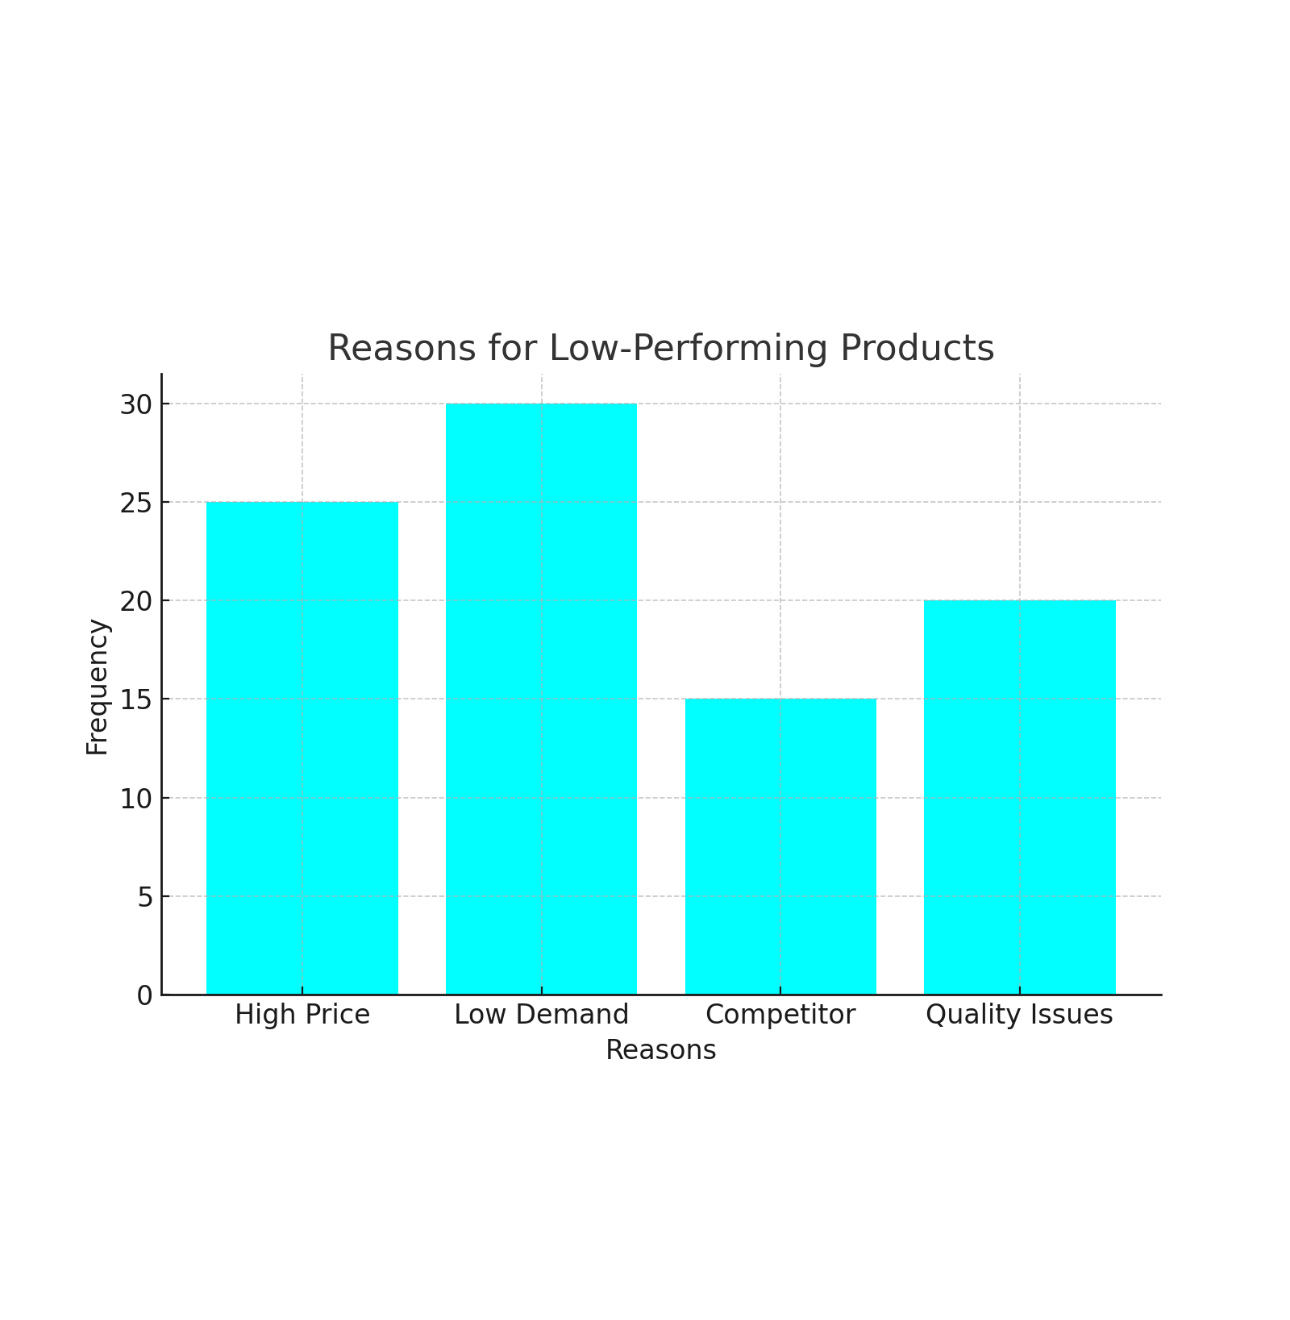 Reasons for Low-Performing Products
30
25
20
15
10
5
0
Frequency
High Price Low Demand Competitor Quality Issues
Reasons